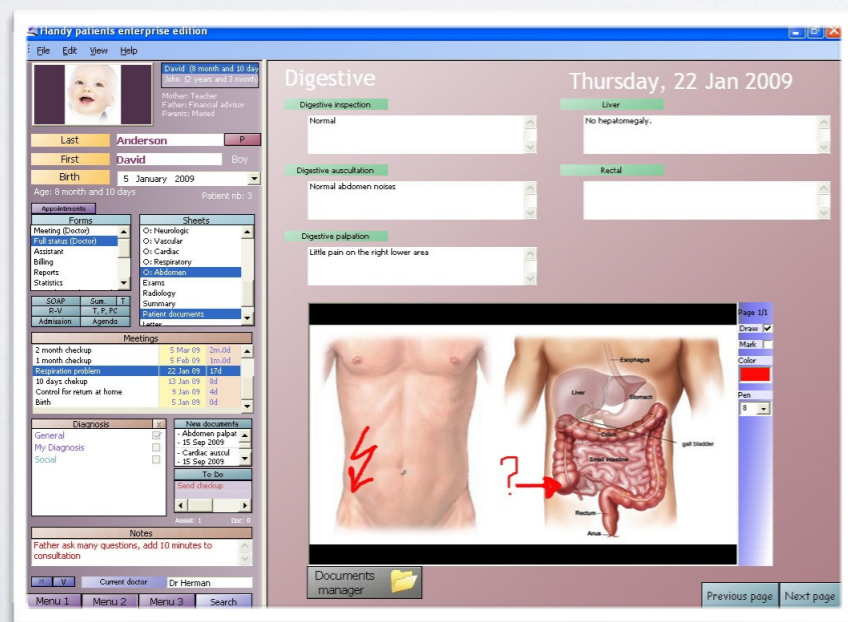 Handy patients enterprise edition
File Edit View Help
David (8 month and 10 day
John (2 years and 3 month
Mother: Teacher
Father: Financial advisor
Parents: Maried
Last Anderson P
First David Boy
Birth 5 January 2009
Age: 8 month and 10 days
Patient nb: 3
Appointments
Forms
Meeting (Doctor)
Full status (Doctor)
Assistant
Billing
Reports
Statistics
Sheets
O: Neurologic
O: Vascular
O: Cardiac
O: Respiratory
O: Abdomen
Exams
Radiology
Summary
Patient documents
Letter
SOAP Sum. T
R-V T, P, PC
Admission Agenda
Meetings
2 month checkup 5 Mar 09 2m.0d
1 month checkup 5 Feb 09 1m.0d
Respiration problem 22 Jan 09 17d
10 days chekup 13 Jan 09 8d
Control for return at home 9 Jan 09 4d
Birth 5 Jan 09 0d
Diagnosis x
General
My Diagnosis
Social
New documents
- Abdomen palpat
- 15 Sep 2009
- Cardiac auscul
- 15 Sep 2009
To Do
Send checkup
Assist: 1 Doc: 0
Notes
Father ask many questions, add 10 minutes to
consultation
V Current doctor Dr Herman
Menu 1 Menu 2 Menu 3 Search
Digestive
Thursday, 22 Jan 2009
Digestive inspection
Normal
Liver
No hepatomegaly.
Digestive auscultation
Normal abdomen noises
Rectal
Digestive palpation
Little pain on the right lower area
Esophagus
Liver
Stomach
Colon
gall bladder
Small intestine
?
Rectum
Anus
Page 1/1
Draw
Mark
Color
Pen
8
Documents
manager
Previous page Next page